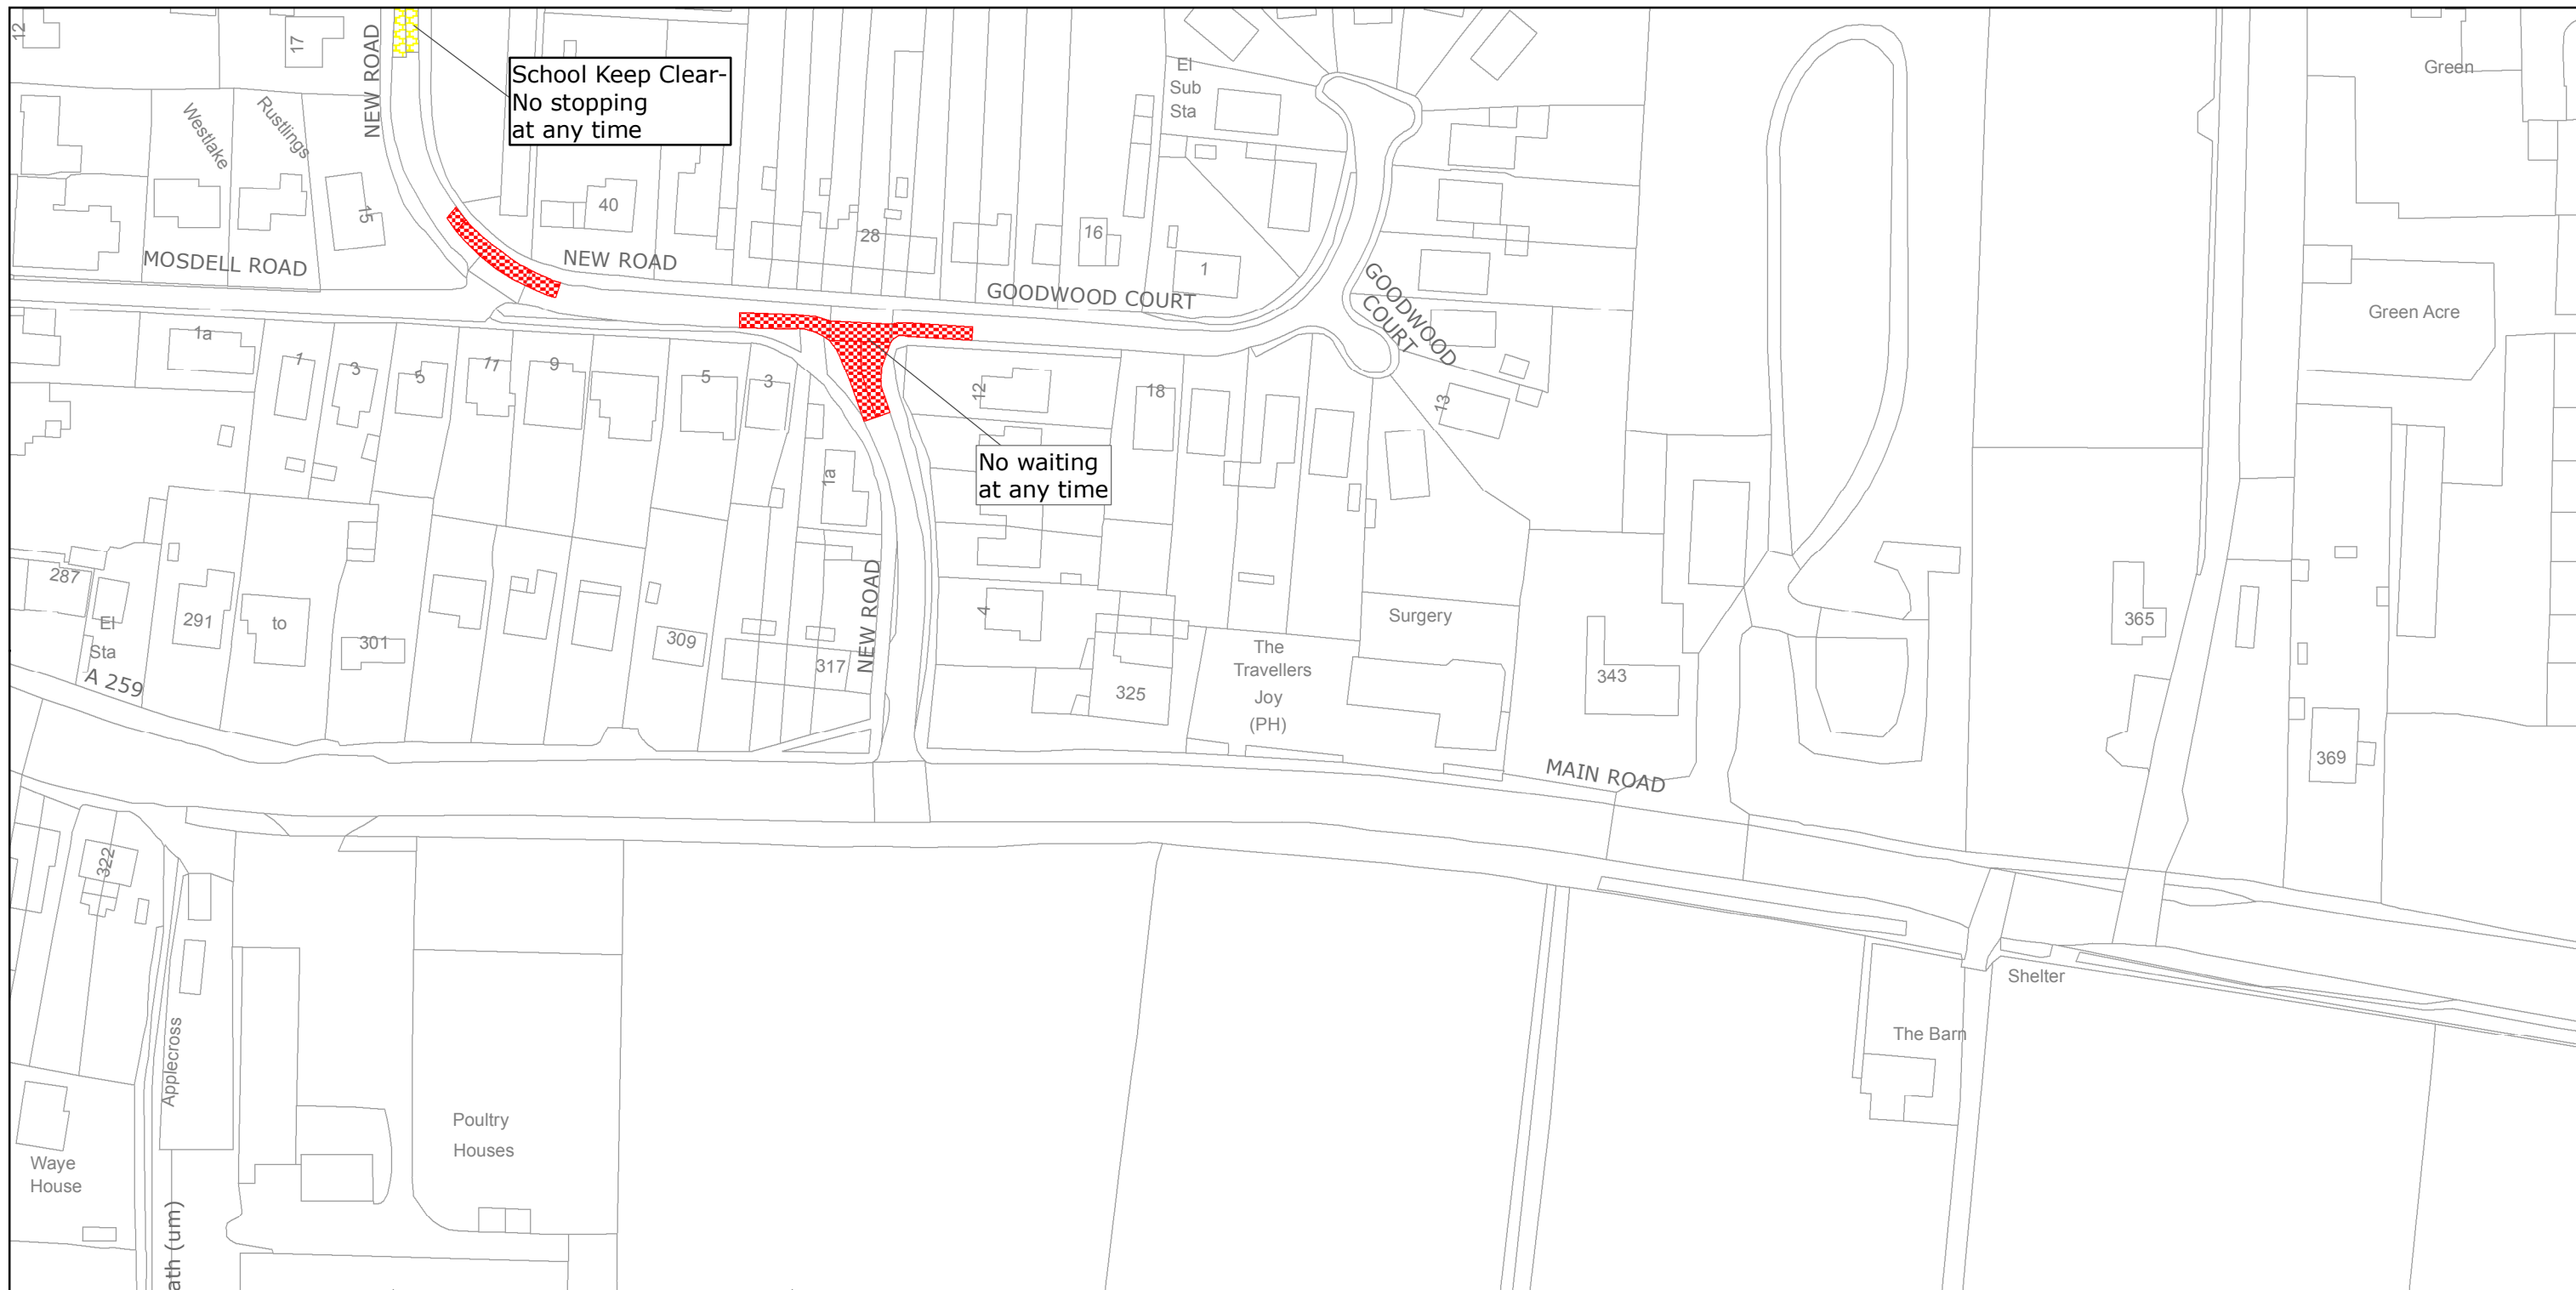 12
17
NEW ROAD
School Keep Clear-
No stopping
at any time
El
Sub
Sta
Green
Westlake
Rustlings
15
40
28
16
1
MOSDELL ROAD
NEW ROAD
GOODWOOD COURT
GOODWOOD
COURT
Green Acre
1a
1
3
5
11
9
5
3
12
18
13
No waiting
at any time
1a
287
El
Sta
291
to
301
309
317
NEW ROAD
4
325
The
Travellers
Joy
(PH)
Surgery
343
365
369
A 259
MAIN ROAD
322
Shelter
The Barn
Applecross
Poultry
Houses
Waye
House
ath (um)